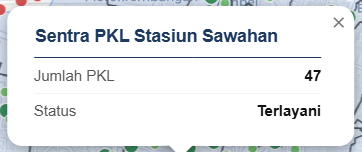 Sentra PKL Stasiun Sawahan
Jumlah PKL 47
Status Terlayani